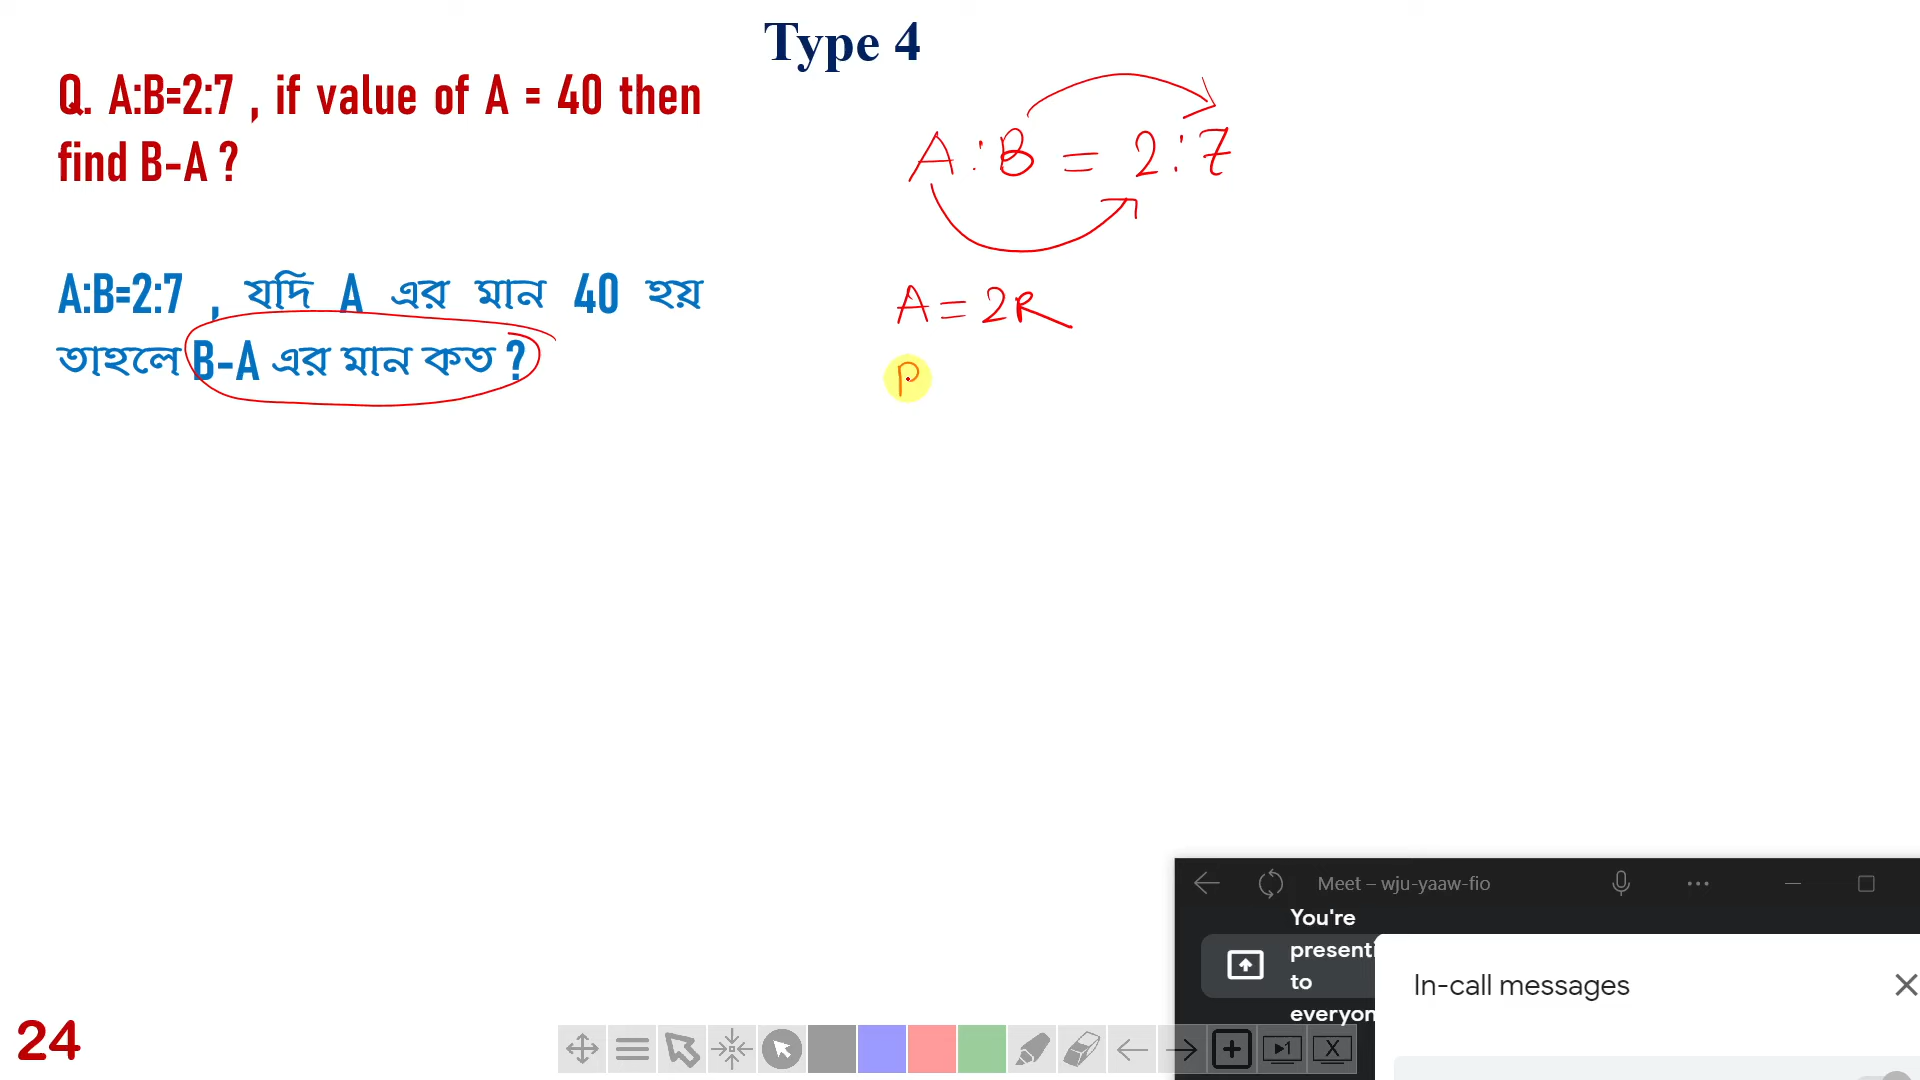 Type 4
Q. A:B=2:7 , if value of A = 40 then
find B-A ?
A:B=2:7 , যদি A এর মান 40 হয়
তাহলে B-A এর মান কত ?
A:B = 2:7
A = 2R
P
Meet – wju-yaaw-fio
You're
presenti
to
everyon
In-call messages
24